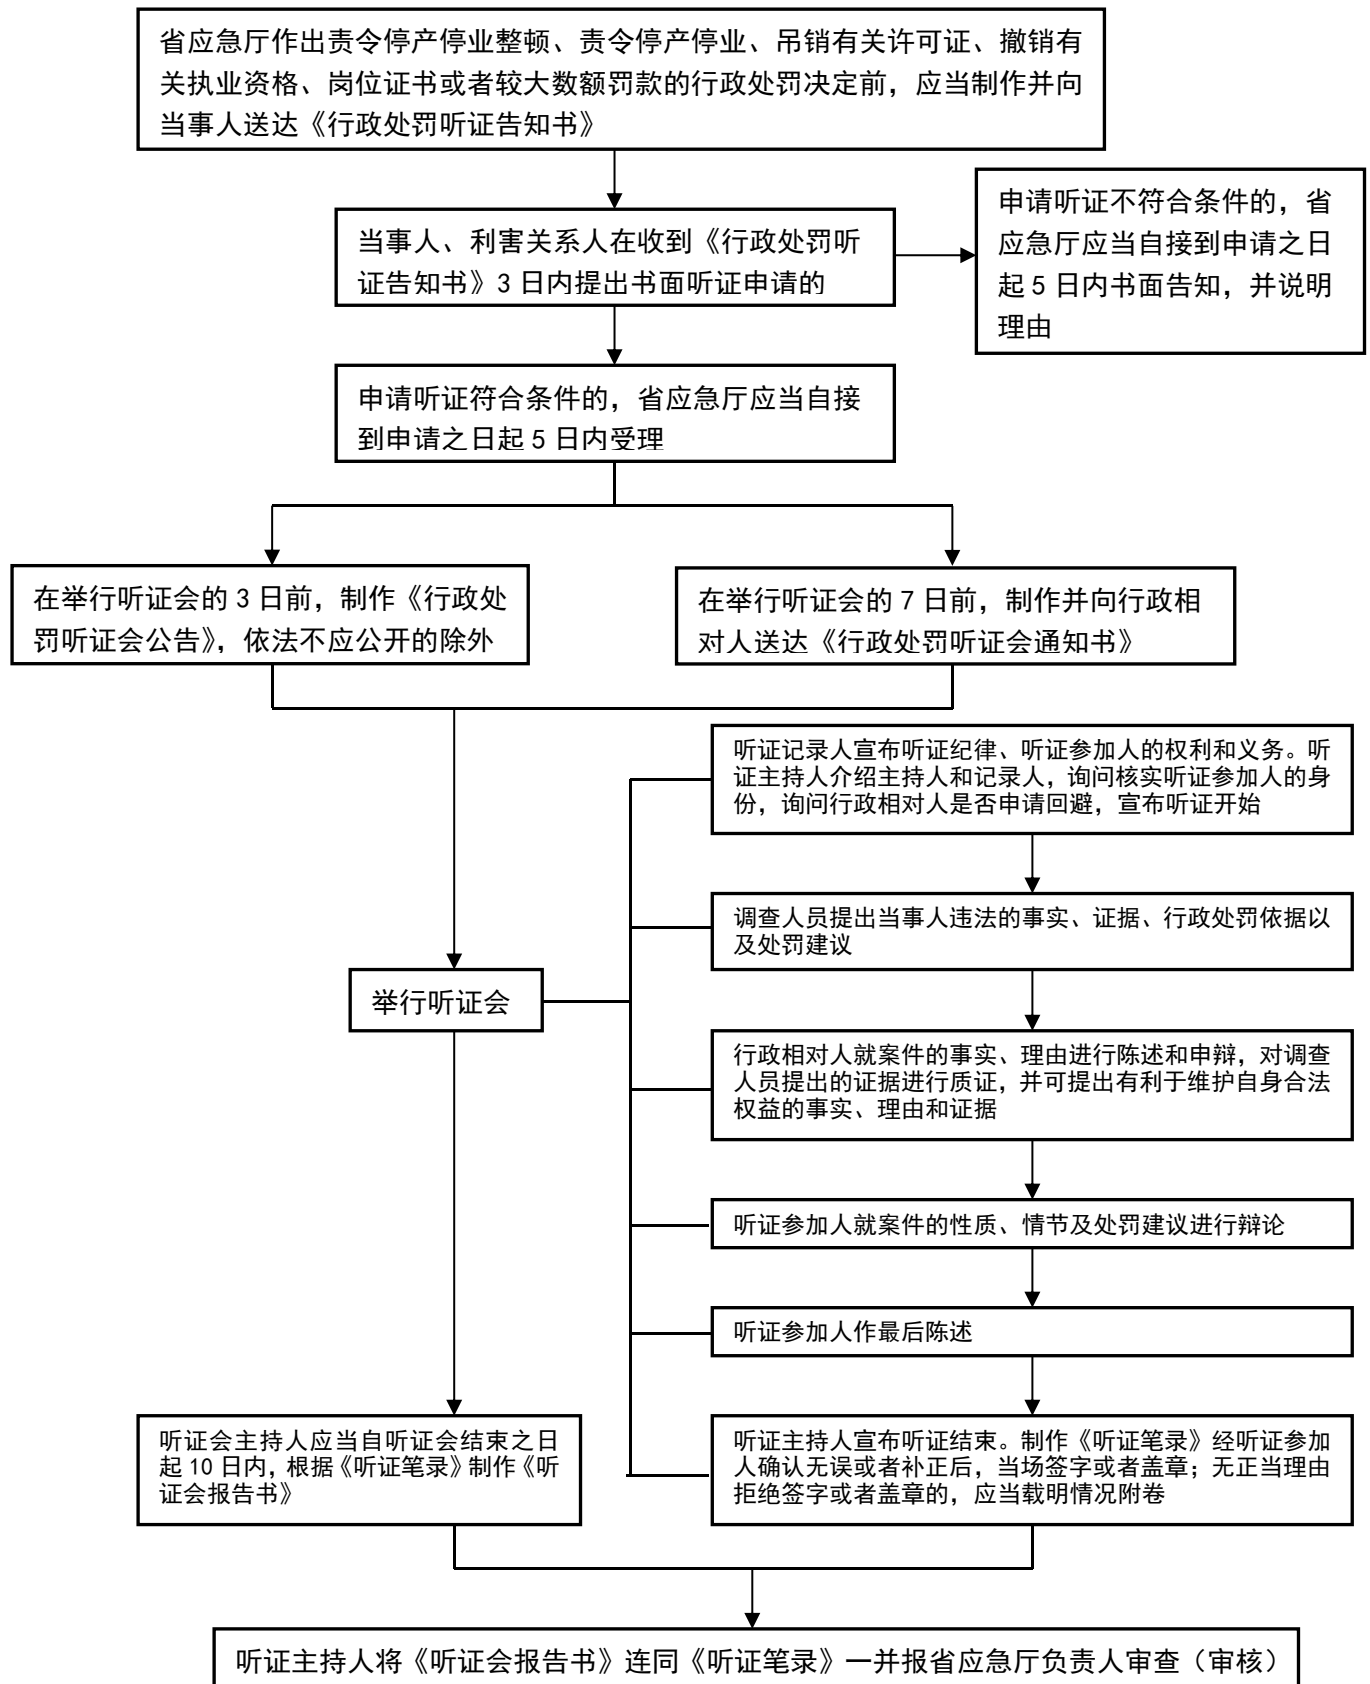 省应急厅作出责令停产停业整顿、责令停产停业、吊销有关许可证、撤销有
关执业资格、岗位证书或者较大数额罚款的行政处罚决定前，应当制作并向
当事人送达《行政处罚听证告知书》
当事人、利害关系人在收到《行政处罚听
证告知书》3 日内提出书面听证申请的
申请听证不符合条件的，省
应急厅应当自接到申请之日
起 5 日内书面告知，并说明
理由
申请听证符合条件的，省应急厅应当自接
到申请之日起 5 日内受理
在举行听证会的 3 日前，制作《行政处
罚听证会公告》，依法不应公开的除外
在举行听证会的 7 日前，制作并向行政相
对人送达《行政处罚听证会通知书》
听证记录人宣布听证纪律、听证参加人的权利和义务。听
证主持人介绍主持人和记录人，询问核实听证参加人的身
份，询问行政相对人是否申请回避，宣布听证开始
调查人员提出当事人违法的事实、证据、行政处罚依据以
及处罚建议
举行听证会
行政相对人就案件的事实、理由进行陈述和申辩，对调查
人员提出的证据进行质证，并可提出有利于维护自身合法
权益的事实、理由和证据
听证参加人就案件的性质、情节及处罚建议进行辩论
听证参加人作最后陈述
听证会主持人应当自听证会结束之日
起 10 日内，根据《听证笔录》制作《听
证会报告书》
听证主持人宣布听证结束。制作《听证笔录》经听证参加
人确认无误或者补正后，当场签字或者盖章；无正当理由
拒绝签字或者盖章的，应当载明情况附卷
听证主持人将《听证会报告书》连同《听证笔录》一并报省应急厅负责人审查（审核）